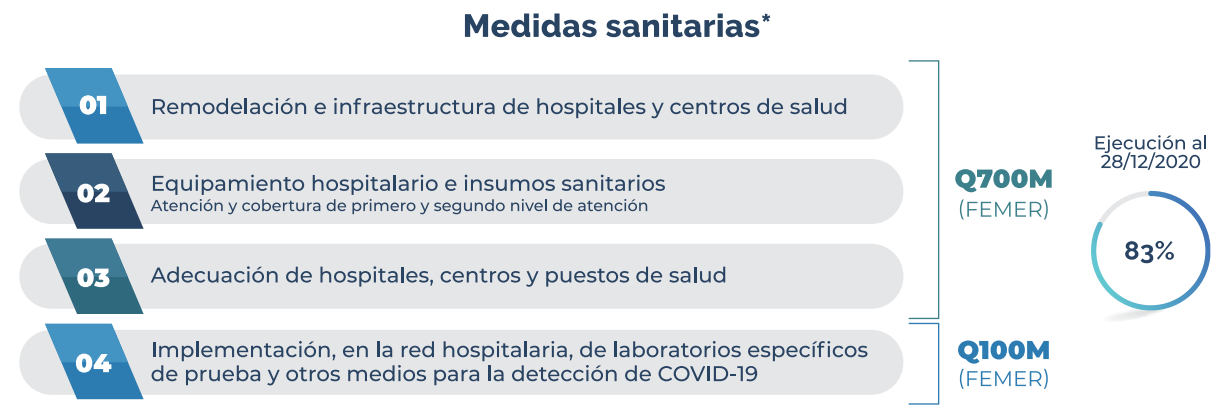 Medidas sanitarias*
01
Remodelación e infraestructura de hospitales y centros de salud
02
Equipamiento hospitalario e insumos sanitarios
Atención y cobertura de primero y segundo nivel de atención
03
Adecuación de hospitales, centros y puestos de salud
Q700M
(FEMER)
Ejecución al
28/12/2020
83%
04
Implementación, en la red hospitalaria, de laboratorios específicos
de prueba y otros medios para la detección de COVID-19
Q100M
(FEMER)